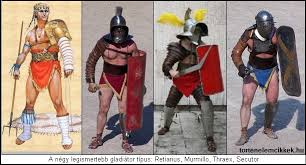 tortenelemcikkek.hu
A négy legismertebb gladiátor típus: Retiarius, Murmillo, Thraex, Secutor